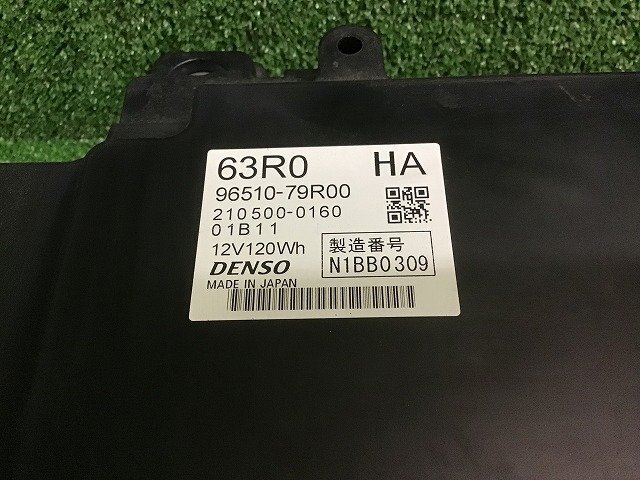 63R0 HA
96510-79R00
210500-0160
01B11
12V120Wh
製造番号
DENSO
N1BB0309
MADE IN JAPAN